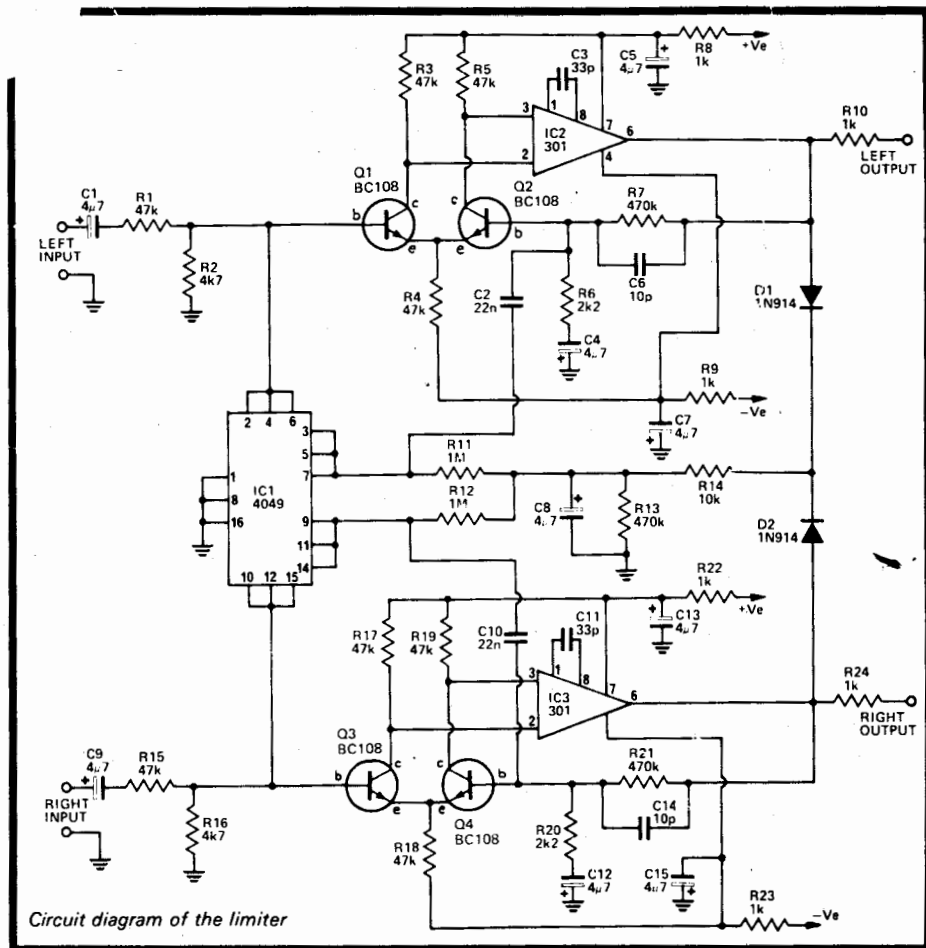 R3
47k
R5
47k
C3
33p
C5
4μ7
+
R8
1k
+Ve
1
8
3
2
IC2
301
7
6
4
R10
1k
LEFT
OUTPUT
Q1
BC108
Q2
BC108
C1
4μ7
+
R1
47k
b
c
e
c
e
b
R7
470k
C6
10p
LEFT
INPUT
R2
4k7
R4
47k
C2
22n
R6
2k2
C4
4μ7
+
D1
1N914
R9
1k
-Ve
C7
4μ7
+
2 4 6
3
5
7
1
8
16
IC1
4049
9
11
14
10 12 15
R11
1M
R12
1M
C8
4μ7
+
R13
470k
R14
10k
D2
1N914
R22
1k
+Ve
C13
4μ7
+
R17
47k
R19
47k
C10
22n
C11
33p
1
8
3
2
IC3
301
7
6
R24
1k
RIGHT
OUTPUT
Q3
BC108
C9
4μ7
+
R15
47k
b
c
e
c
e
b
Q4
BC108
R21
470k
C14
10p
RIGHT
INPUT
R16
4k7
R18
47k
R20
2k2
C12
4μ7
+
C15
4μ7
+
R23
1k
-Ve
Circuit diagram of the limiter